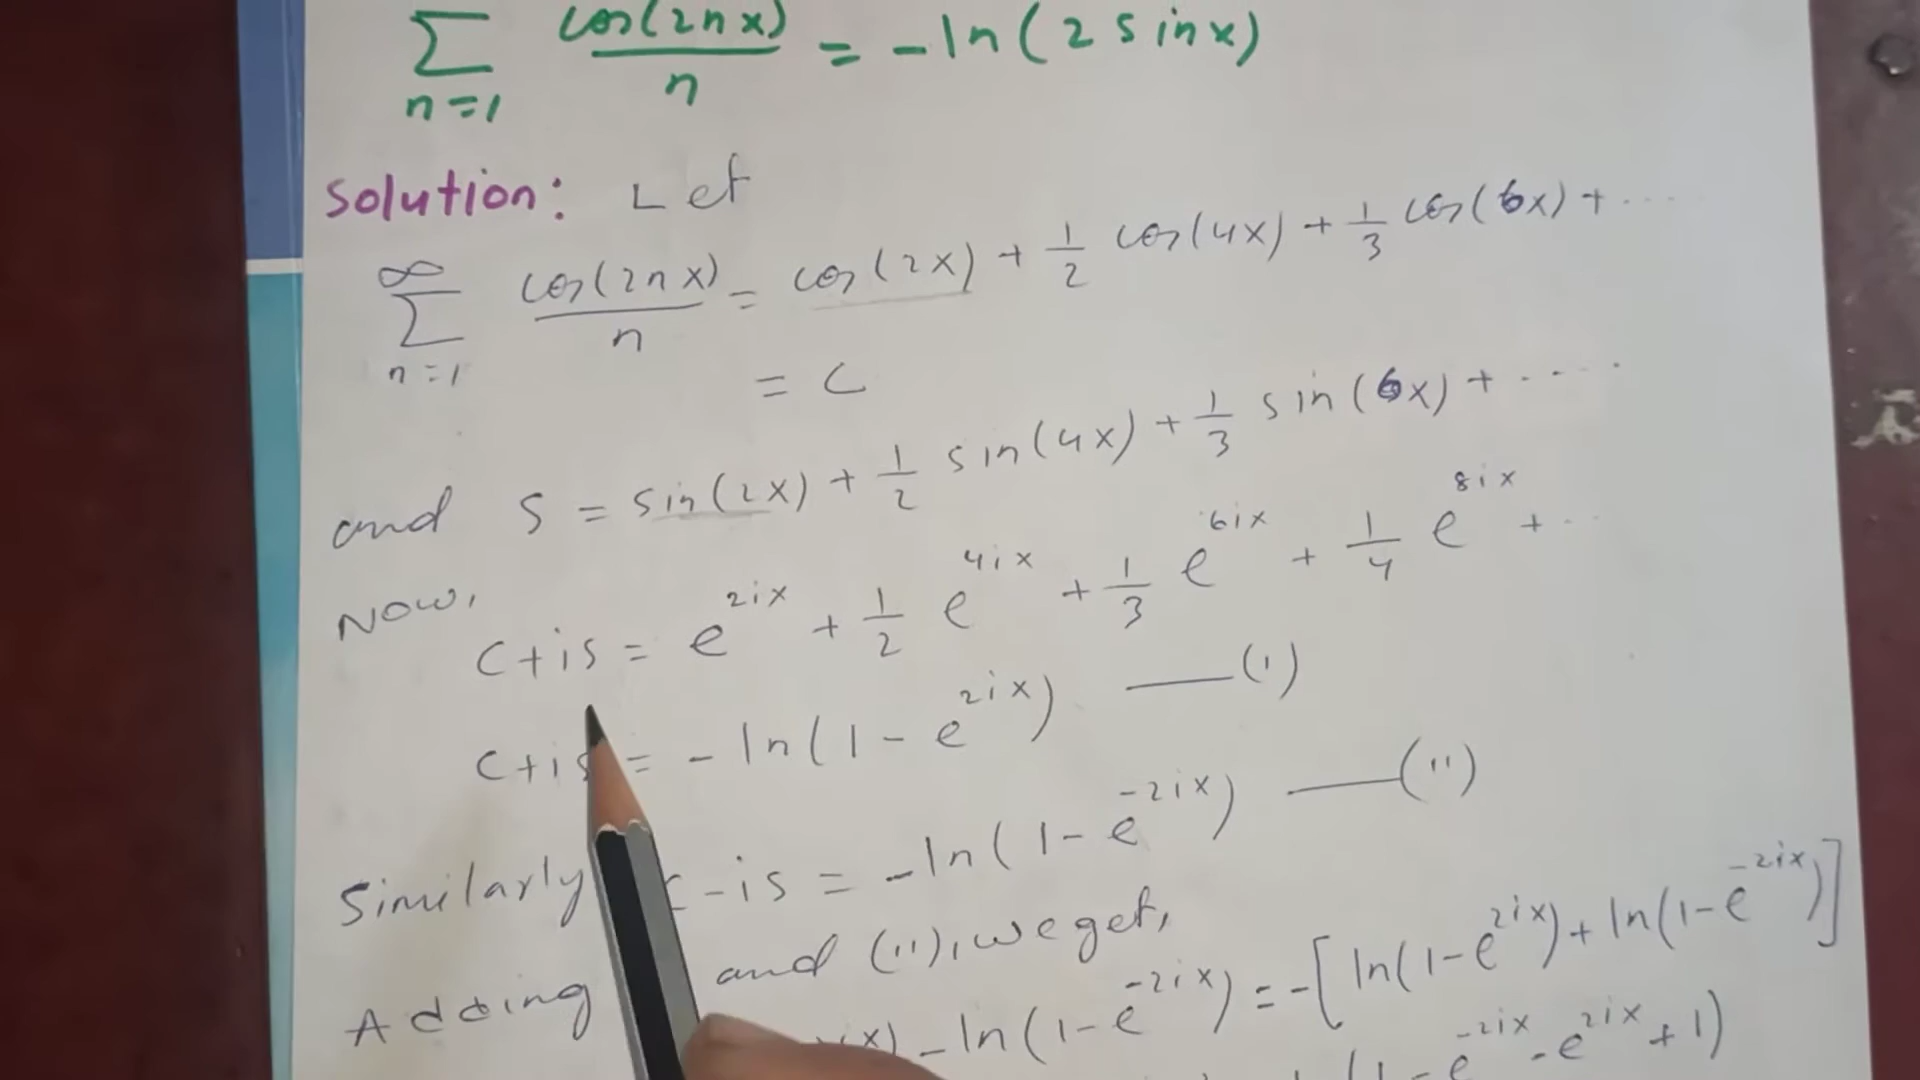 ∑ n=1 cos(2nx)/n = -ln(2 sinx)
Solution: Let
∞ ∑ n=1 cos(2nx)/n = cos(2x) + 1/2 cos(4x) + 1/3 cos(6x) + ....
= C
and S = sin(2x) + 1/2 sin(4x) + 1/3 sin(6x) + ....
Now,
C+is = e^{2ix} + 1/2 e^{4ix} + 1/3 e^{6ix} + 1/4 e^{8ix} + ..
C+is = -ln(1-e^{2ix}) —(i)
Similarly C-is = -ln(1-e^{-2ix}) —(ii)
Adding and (ii), we get,
x) - ln(1-e^{-2ix}) = -[ln(1-e^{2ix}) + ln(1-e^{-2ix})]
(1-e^{-2ix} - e^{2ix} + 1)